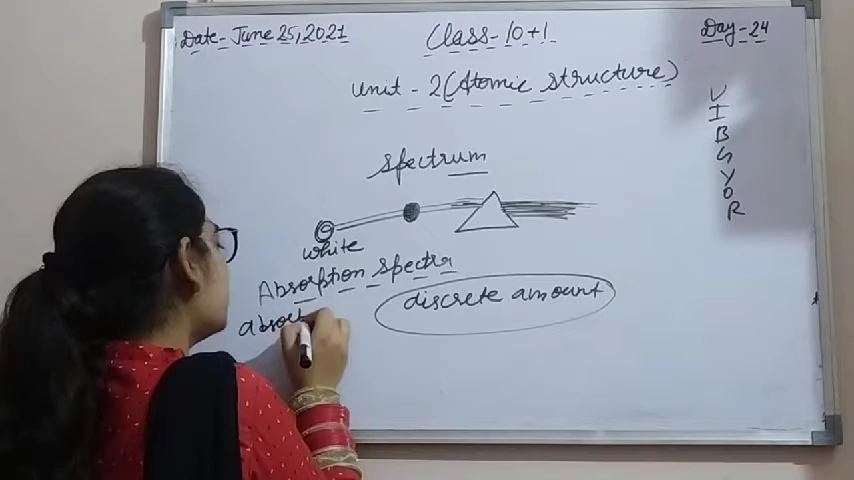 Date - June 25, 2021
Class - 10+1
Day - 24
Unit - 2 (Atomic structure)
V
I
B
G
Y
O
R
spectrum
white
Absorption spectra
discrete amount